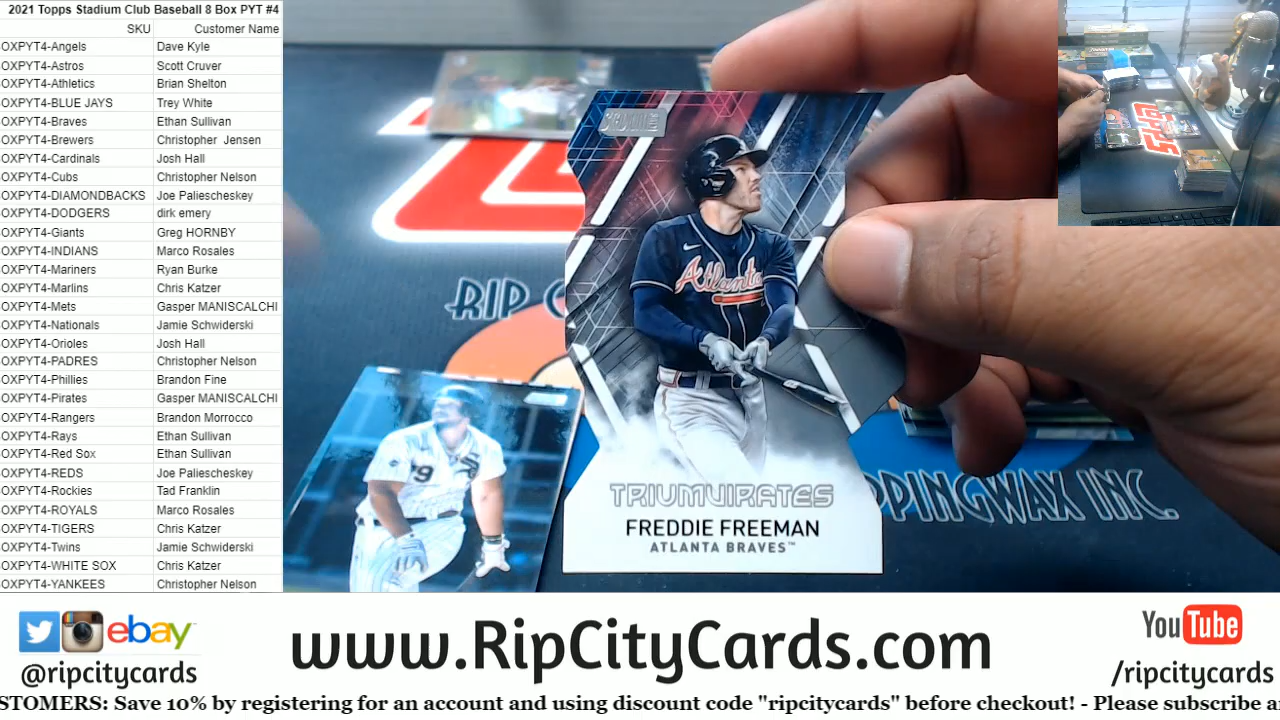 2021 Topps Stadium Club Baseball 8 Box PYT #4
SKU Customer Name
OXPYT4-Angels Dave Kyle
OXPYT4-Astros Scott Cruver
OXPYT4-Athletics Brian Shelton
OXPYT4-BLUE JAYS Trey White
OXPYT4-Braves Ethan Sullivan
OXPYT4-Brewers Christopher Jensen
OXPYT4-Cardinals Josh Hall
OXPYT4-Cubs Christopher Nelson
OXPYT4-DIAMONDBACKS Joe Paliescheskey
OXPYT4-DODGERS dirk emery
OXPYT4-Giants Greg HORNBY
OXPYT4-INDIANS Marco Rosales
OXPYT4-Mariners Ryan Burke
OXPYT4-Marlins Chris Katzer
OXPYT4-Mets Gasper MANISCALCHI
OXPYT4-Nationals Jamie Schwiderski
OXPYT4-Orioles Josh Hall
OXPYT4-PADRES Christopher Nelson
OXPYT4-Phillies Brandon Fine
OXPYT4-Pirates Gasper MANISCALCHI
OXPYT4-Rangers Brandon Morrocco
OXPYT4-Rays Ethan Sullivan
OXPYT4-Red Sox Ethan Sullivan
OXPYT4-REDS Joe Paliescheskey
OXPYT4-Rockies Tad Franklin
OXPYT4-ROYALS Marco Rosales
OXPYT4-TIGERS Chris Katzer
OXPYT4-Twins Jamie Schwiderski
OXPYT4-WHITE SOX Chris Katzer
OXPYT4-YANKEES Christopher Nelson
Atlanta
TRIUMVIRATES
FREDDIE FREEMAN
ATLANTA BRAVES™
RIP C
PPINGWAX INC.
9
ebay™
@ripcitycards
www.RipCityCards.com
YouTube
/ripcitycards
STOMERS: Save 10% by registering for an account and using discount code "ripcitycards" before checkout! - Please subscribe a